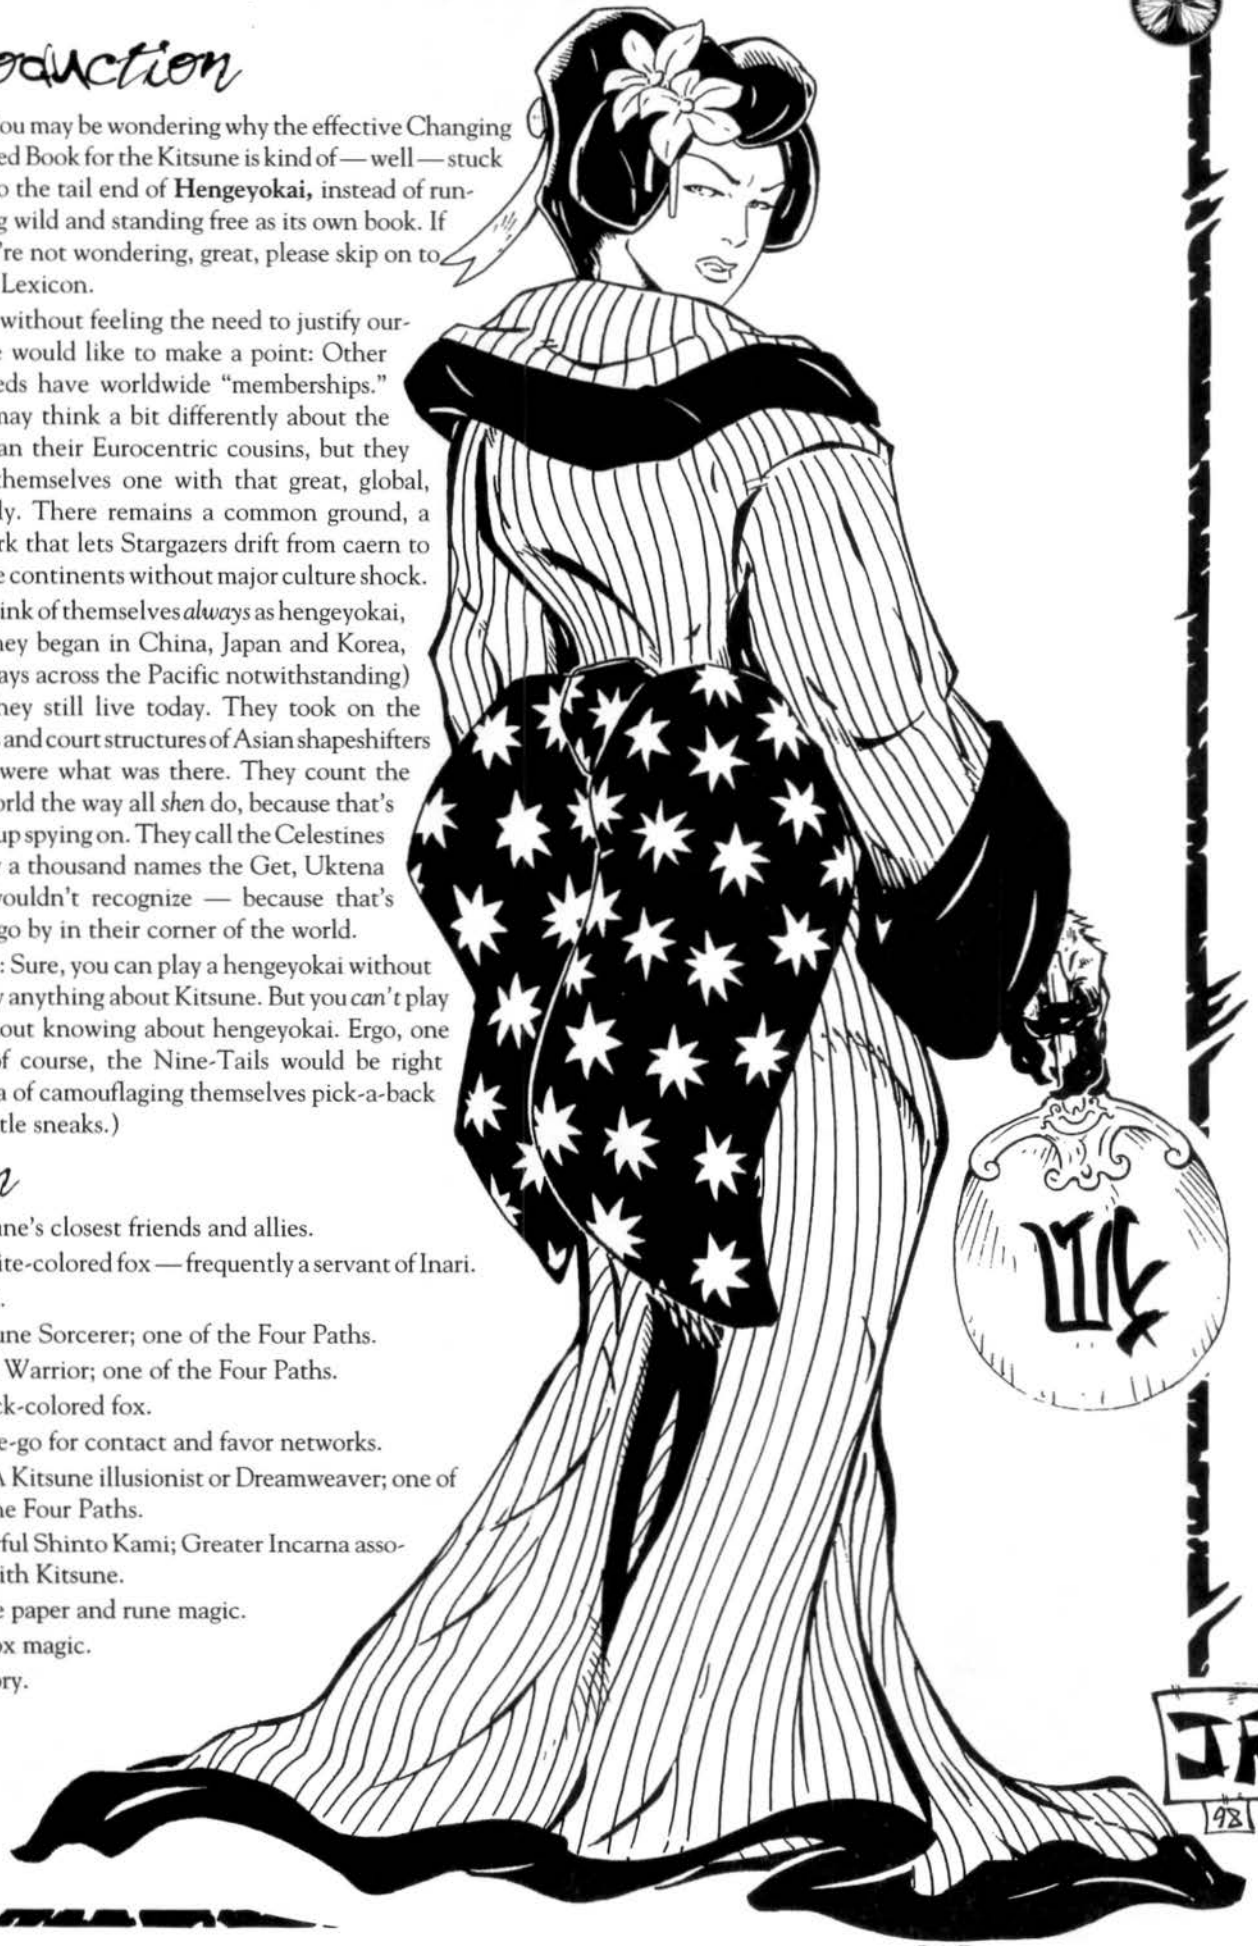 oduction
ou may be wondering why the effective Changing
ed Book for the Kitsune is kind of — well — stuck
o the tail end of Hengeyokai, instead of run-
g wild and standing free as its own book. If
're not wondering, great, please skip on to
Lexicon.
without feeling the need to justify our-
e would like to make a point: Other
eds have worldwide “memberships.”
may think a bit differently about the
an their Eurocentric cousins, but they
hemselves one with that great, global,
ly. There remains a common ground, a
rk that lets Stargazers drift from caern to
e continents without major culture shock.
ink of themselves always as hengeyokai,
hey began in China, Japan and Korea,
ays across the Pacific notwithstanding)
hey still live today. They took on the
and court structures of Asian shapeshifters
were what was there. They count the
orld the way all shen do, because that's
up spying on. They call the Celestines
a thousand names the Get, Uktena
ouldn't recognize — because that's
go by in their corner of the world.
: Sure, you can play a hengeyokai without
y anything about Kitsune. But you can't play
out knowing about hengeyokai. Ergo, one
f course, the Nine-Tails would be right
a of camouflaging themselves pick-a-back
tle sneaks.)
n
ne's closest friends and allies.
ite-colored fox — frequently a servant of Inari.
.
une Sorcerer; one of the Four Paths.
Warrior; one of the Four Paths.
ck-colored fox.
e-go for contact and favor networks.
A Kitsune illusionist or Dreamweaver; one of
he Four Paths.
ful Shinto Kami; Greater Incarna asso-
ith Kitsune.
e paper and rune magic.
ox magic.
ory.
98